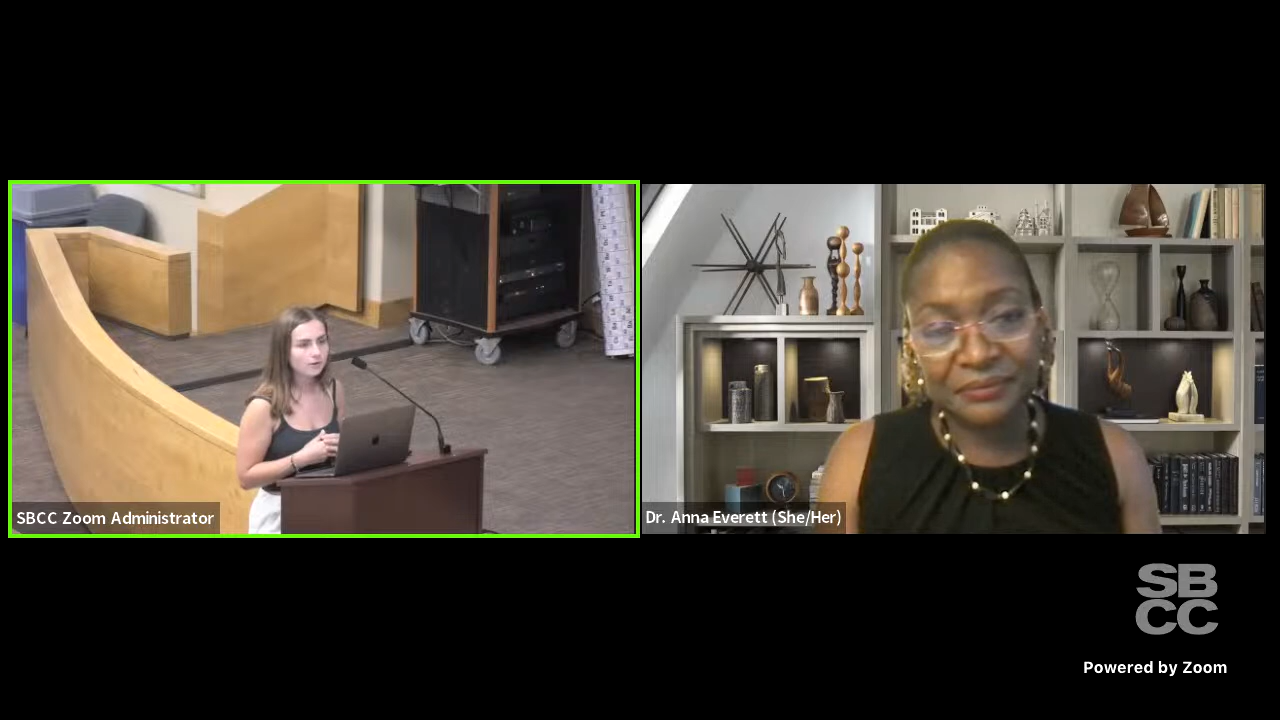 SBCC Zoom Administrator
Dr. Anna Everett (She/Her)
SB
CC
Powered by Zoom